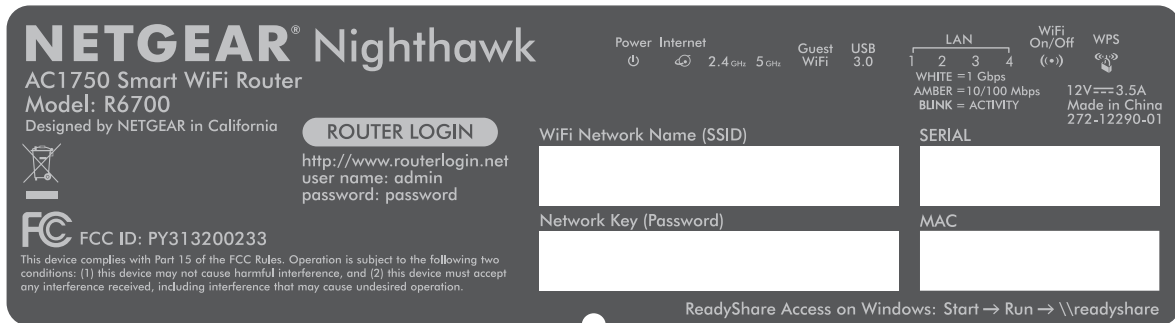 NETGEAR® Nighthawk
AC1750 Smart WiFi Router
Model: R6700
Designed by NETGEAR in California
ROUTER LOGIN
http://www.routerlogin.net
user name: admin
password: password
FC FCC ID: PY313200233
This device complies with Part 15 of the FCC Rules. Operation is subject to the following two
conditions: (1) this device may not cause harmful interference, and (2) this device must accept
any interference received, including interference that may cause undesired operation.
Power Internet
2.4 GHz 5 GHz
Guest
WiFi
USB
3.0
LAN
1 2 3 4
WHITE = 1 Gbps
AMBER = 10/100 Mbps
BLINK = ACTIVITY
WiFi
On/Off
WPS
12V⎓3.5A
Made in China
272-12290-01
WiFi Network Name (SSID)
SERIAL
Network Key (Password)
MAC
ReadyShare Access on Windows: Start → Run → \\readyshare